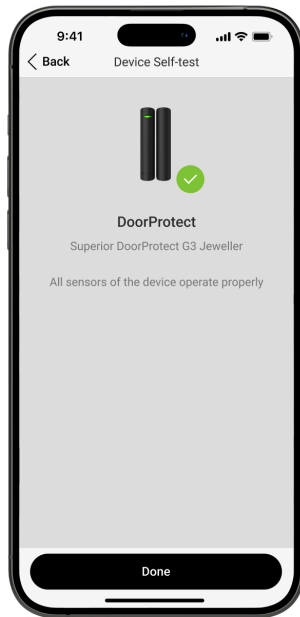 9:41
Back
Device Self-test
DoorProtect
Superior DoorProtect G3 Jeweller
All sensors of the device operate properly
Done